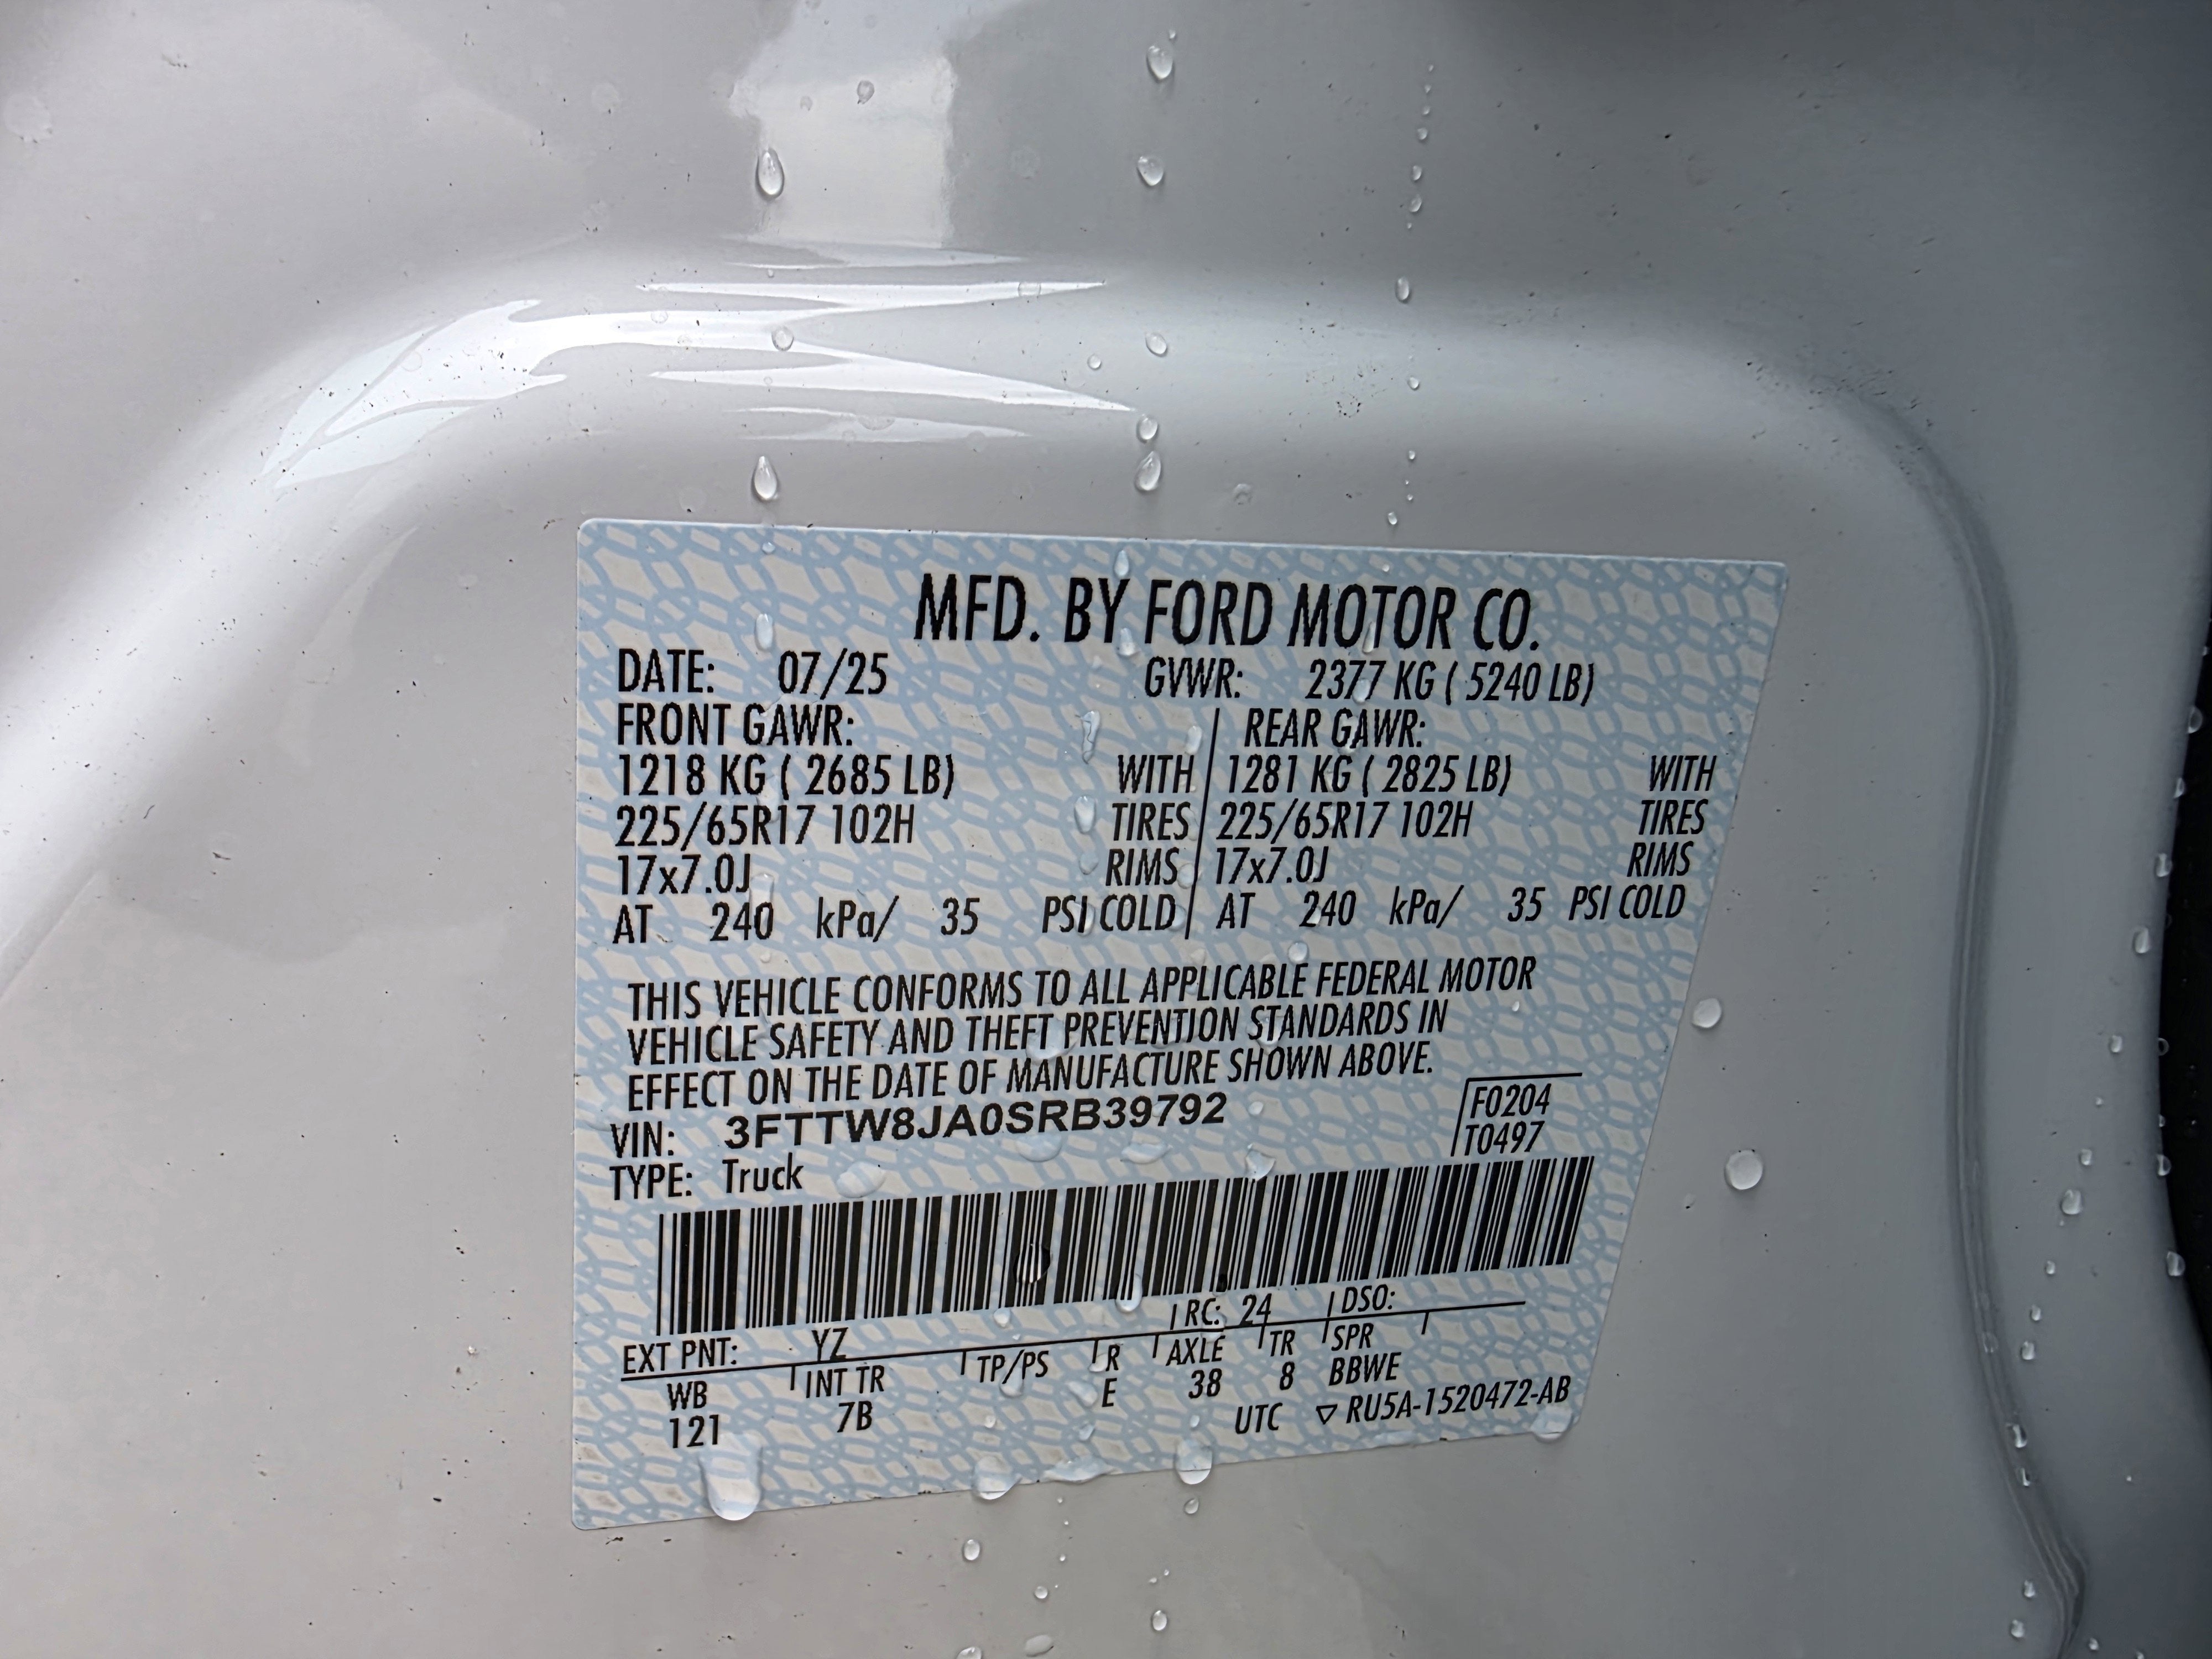 MFD. BY FORD MOTOR CO.
DATE: 07/25 GVWR: 2377 KG ( 5240 LB)
FRONT GAWR: REAR GAWR:
1218 KG ( 2685 LB) WITH 1281 KG ( 2825 LB) WITH
225/65R17 102H TIRES 225/65R17 102H TIRES
17x7.0J RIMS 17x7.0J RIMS
AT 240 kPa/ 35 PSI COLD AT 240 kPa/ 35 PSI COLD
THIS VEHICLE CONFORMS TO ALL APPLICABLE FEDERAL MOTOR
VEHICLE SAFETY AND THEFT PREVENTION STANDARDS IN
EFFECT ON THE DATE OF MANUFACTURE SHOWN ABOVE.
VIN: 3FTTW8JA0SRB39792 F0204
TYPE: Truck T0497
EXT PNT: YZ RC: 24 DSO:
WB INT TR TP/PS R AXLE TR SPR
121 7B E 38 8 BBWE
UTC ▽ RU5A-1520472-AB